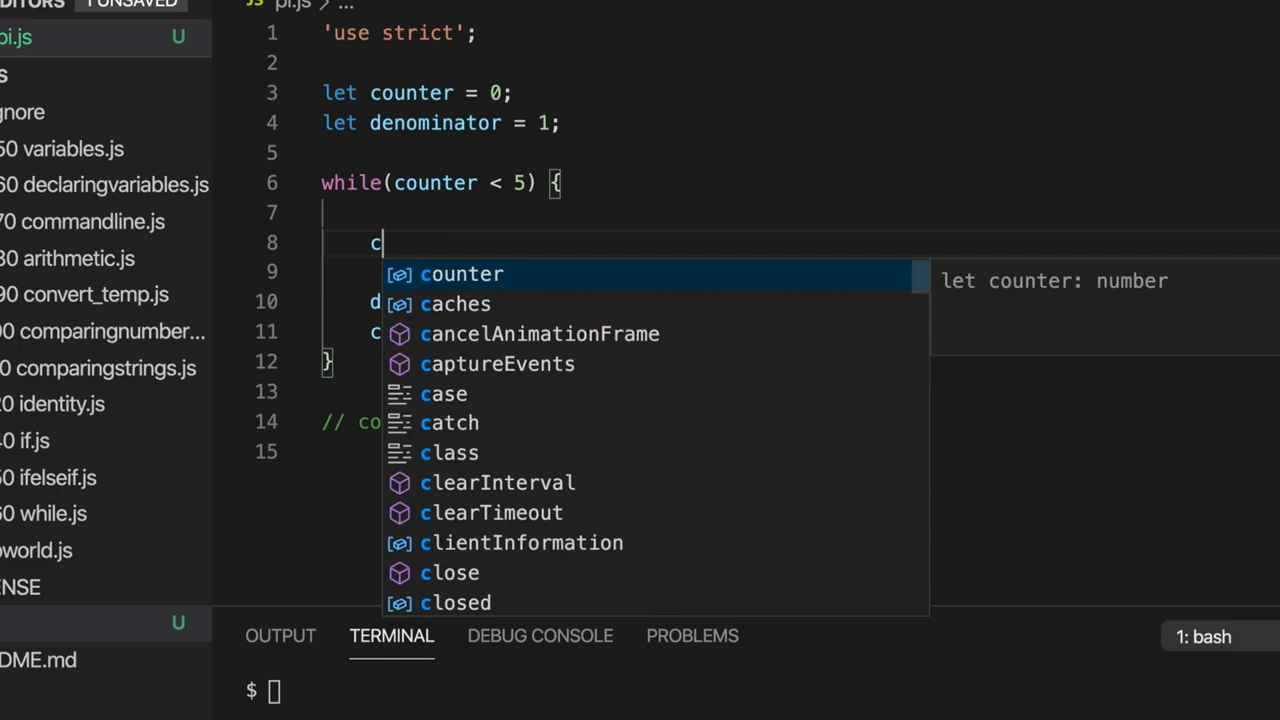 EDITORS 1 UNSAVED
pi.js U
S
gnore
50 variables.js
60 declaringvariables.js
70 commandline.js
80 arithmetic.js
90 convert_temp.js
00 comparingnumber...
0 comparingstrings.js
20 identity.js
40 if.js
50 ifelseif.js
60 while.js
oworld.js
ENSE
U
DME.md
JS pi.js > ...
1 'use strict';
2
3 let counter = 0;
4 let denominator = 1;
5
6 while(counter < 5) {
7
8 c
9
10 d
11 c
12 }
13
14 // co
15
counter
caches
cancelAnimationFrame
captureEvents
case
catch
class
clearInterval
clearTimeout
clientInformation
close
closed
let counter: number
OUTPUT TERMINAL DEBUG CONSOLE PROBLEMS 1: bash
$